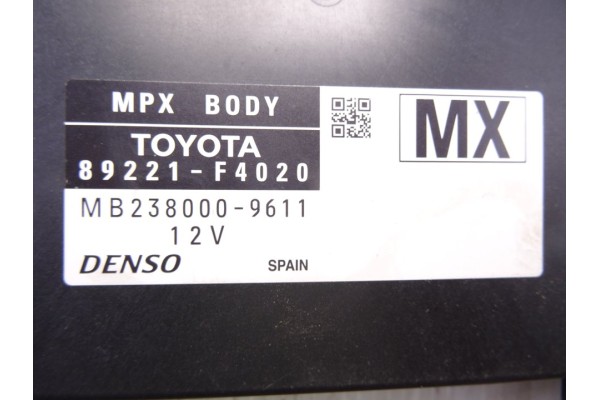 MPX BODY
TOYOTA
89221-F4020
MB238000-9611
12V
DENSO
SPAIN
MX